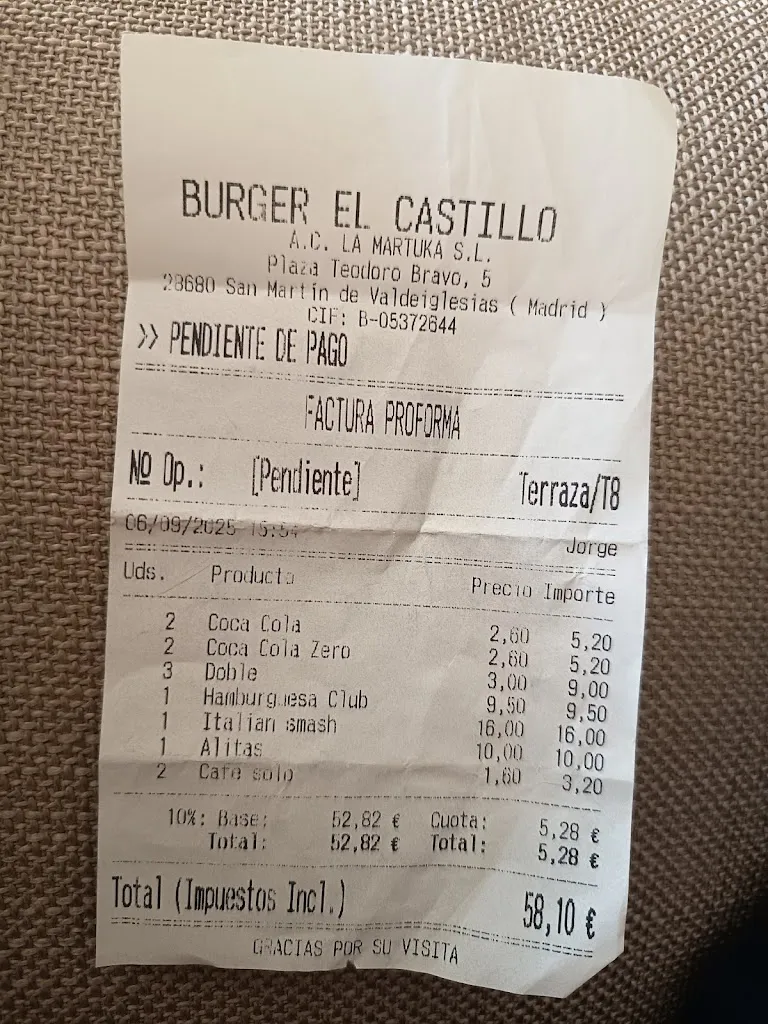 BURGER EL CASTILLO
A.C. LA MARTUKA S.L.
Plaza Teodoro Bravo, 5
28680 San Martín de Valdeiglesias ( Madrid )
CIF: B-05372644
>> PENDIENTE DE PAGO
FACTURA PROFORMA
Nº Op.: [Pendiente] Terraza/T8
06/09/2025 15:54
Jorge
Uds. Producto Precio Importe
2 Coca Cola 2,60 5,20
2 Coca Cola Zero 2,60 5,20
3 Doble 3,00 9,00
1 Hamburguesa Club 9,50 9,50
1 Italian smash 16,00 16,00
1 Alitas 10,00 10,00
2 Cafe solo 1,60 3,20
10%: Base: 52,82 € Cuota: 5,28 €
Total: 52,82 € Total: 5,28 €
Total (Impuestos Incl.) 58,10 €
GRACIAS POR SU VISITA